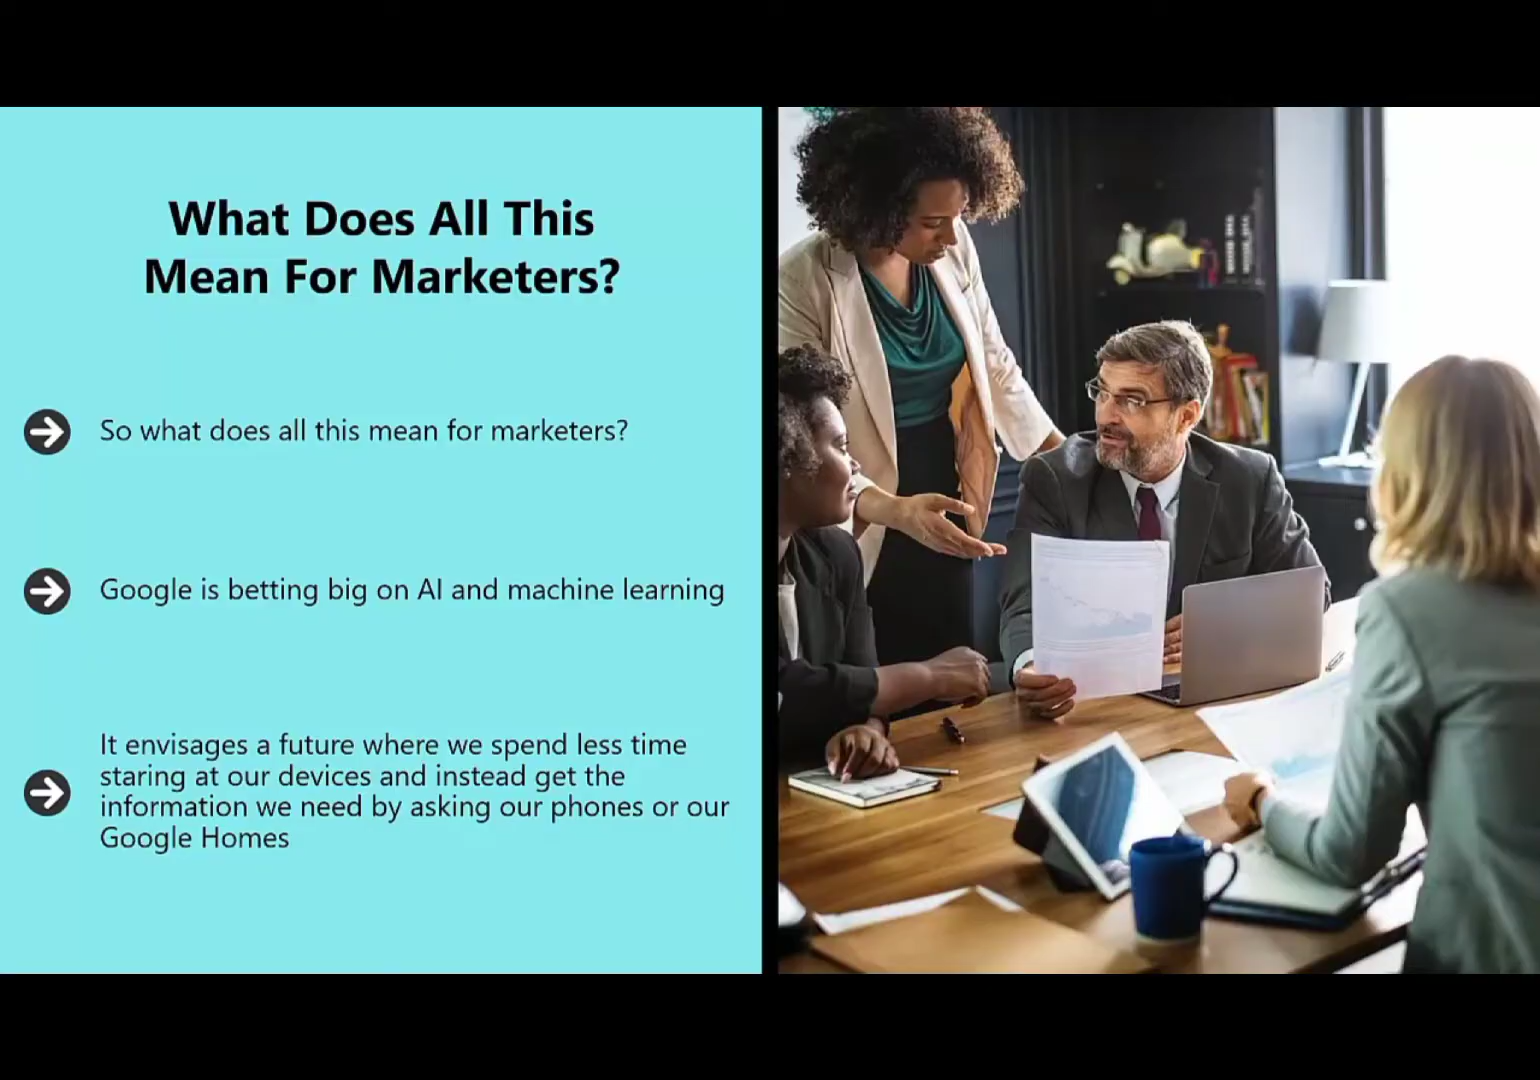 What Does All This
Mean For Marketers?
So what does all this mean for marketers?
Google is betting big on AI and machine learning
It envisages a future where we spend less time
staring at our devices and instead get the
information we need by asking our phones or our
Google Homes